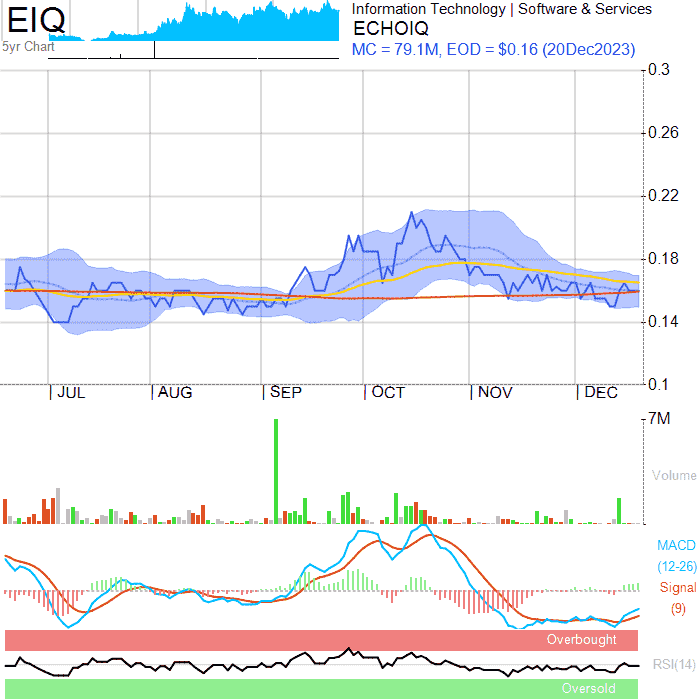 EIQ
5yr Chart
Information Technology | Software & Services
ECHOIQ
MC = 79.1M, EOD = $0.16 (20Dec2023)
0.3
0.26
0.22
0.18
0.14
0.1
JUL AUG SEP OCT NOV DEC
7M
Volume
MACD
(12-26)
Signal
(9)
Overbought
RSI(14)
Oversold